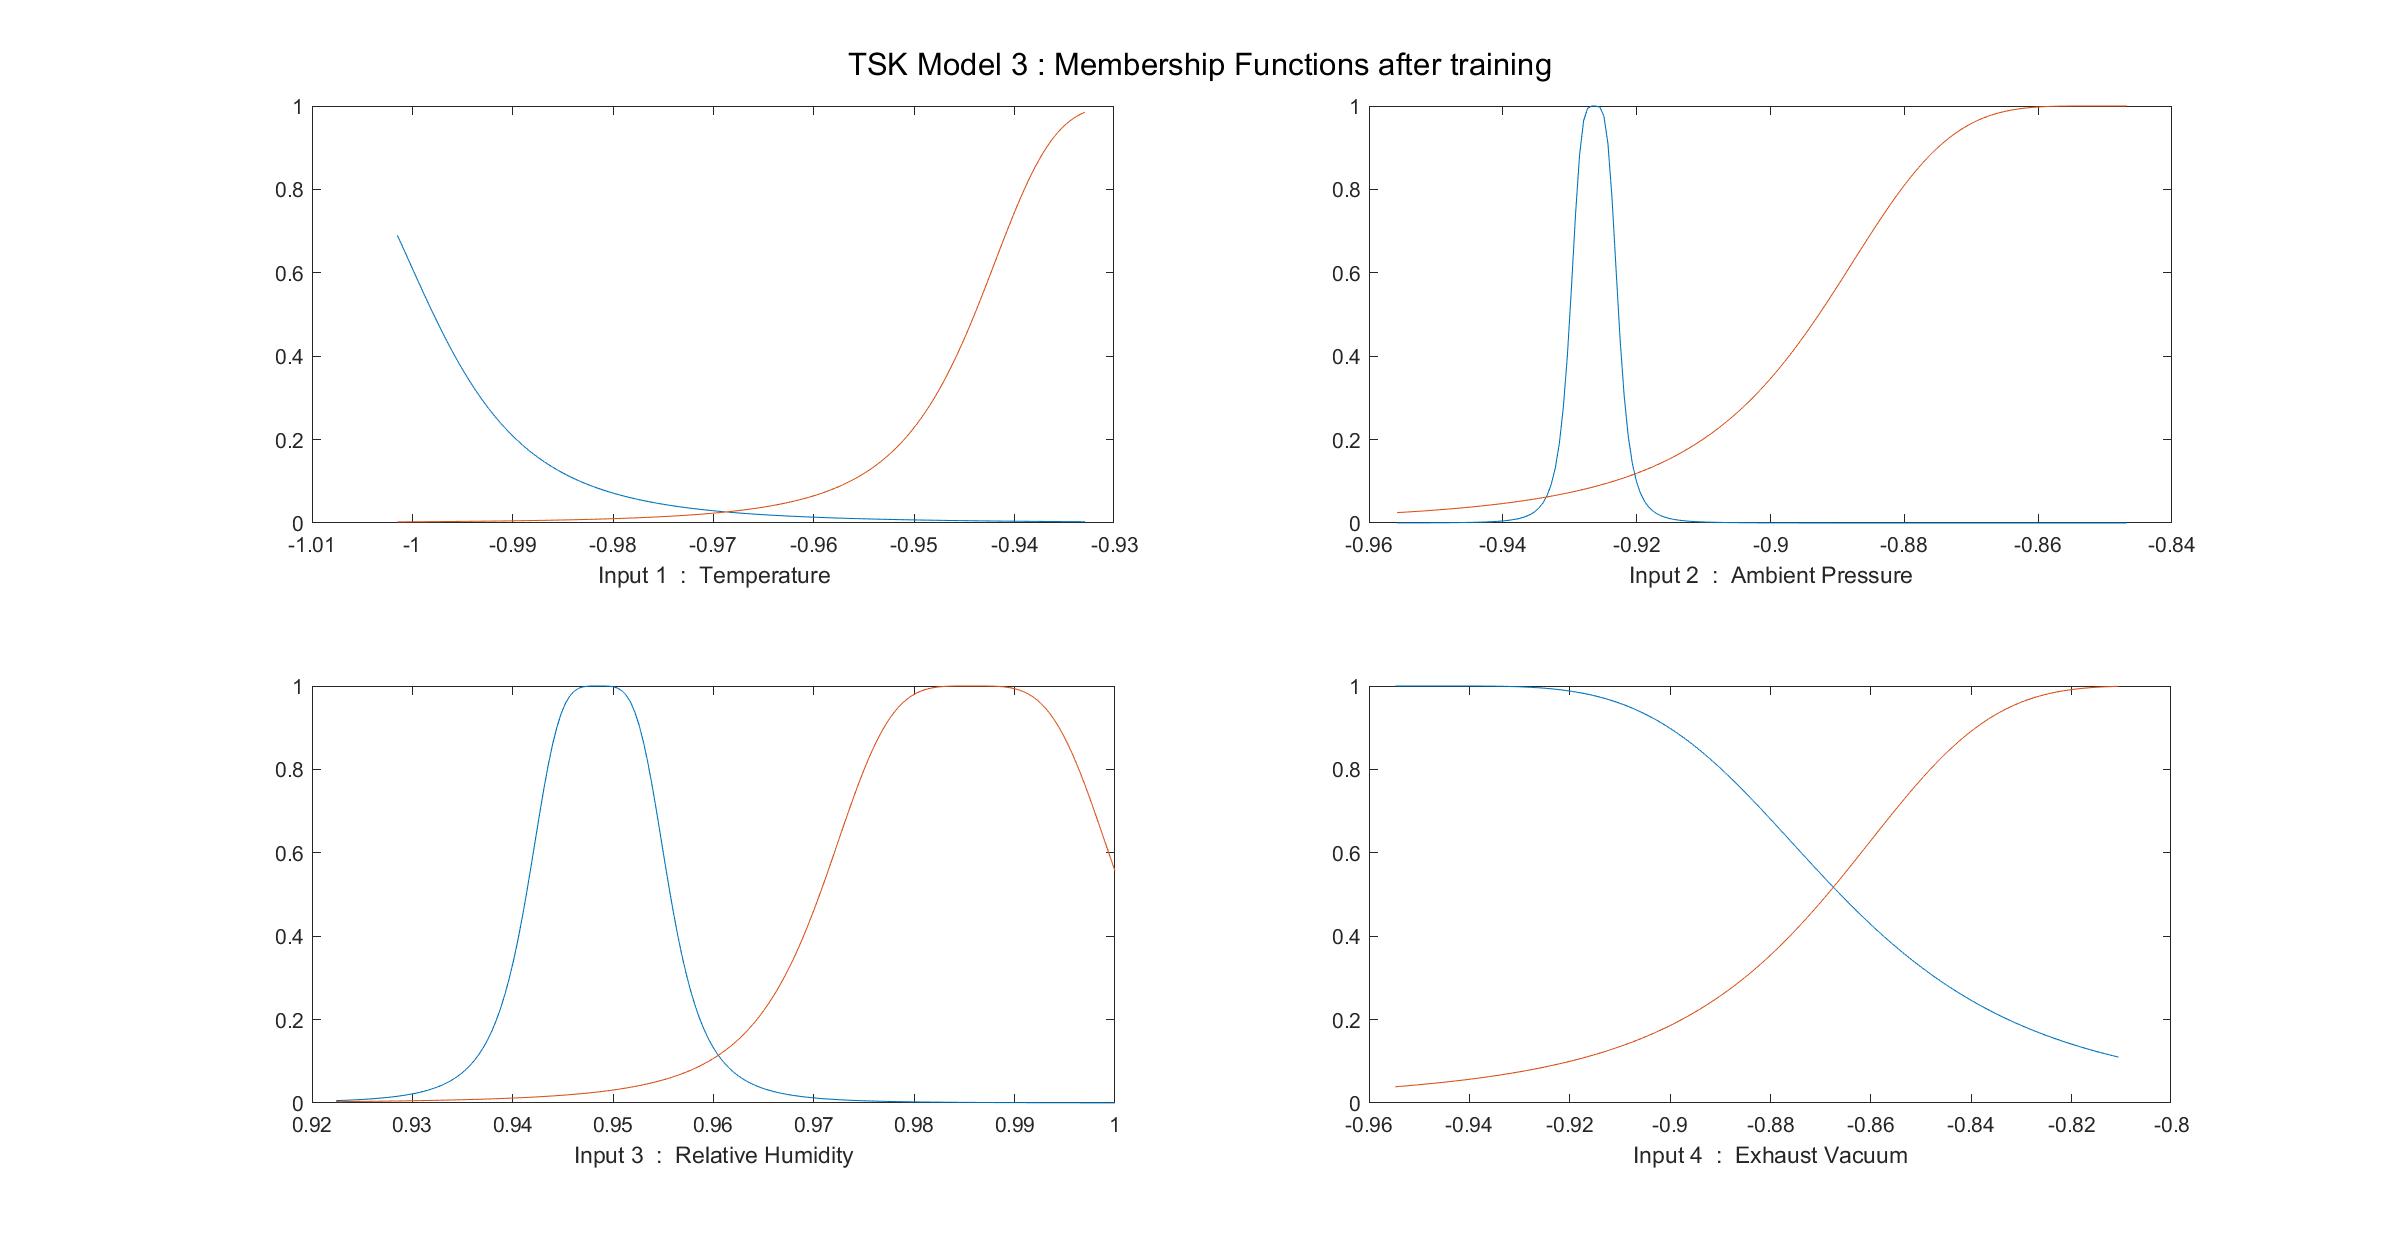 TSK Model 3 : Membership Functions after training
1
0.8
0.6
0.4
0.2
0
-1.01 -1 -0.99 -0.98 -0.97 -0.96 -0.95 -0.94 -0.93
Input 1 : Temperature
1
0.8
0.6
0.4
0.2
0
-0.96 -0.94 -0.92 -0.9 -0.88 -0.86 -0.84
Input 2 : Ambient Pressure
1
0.8
0.6
0.4
0.2
0
0.92 0.93 0.94 0.95 0.96 0.97 0.98 0.99 1
Input 3 : Relative Humidity
1
0.8
0.6
0.4
0.2
0
-0.96 -0.94 -0.92 -0.9 -0.88 -0.86 -0.84 -0.82 -0.8
Input 4 : Exhaust Vacuum